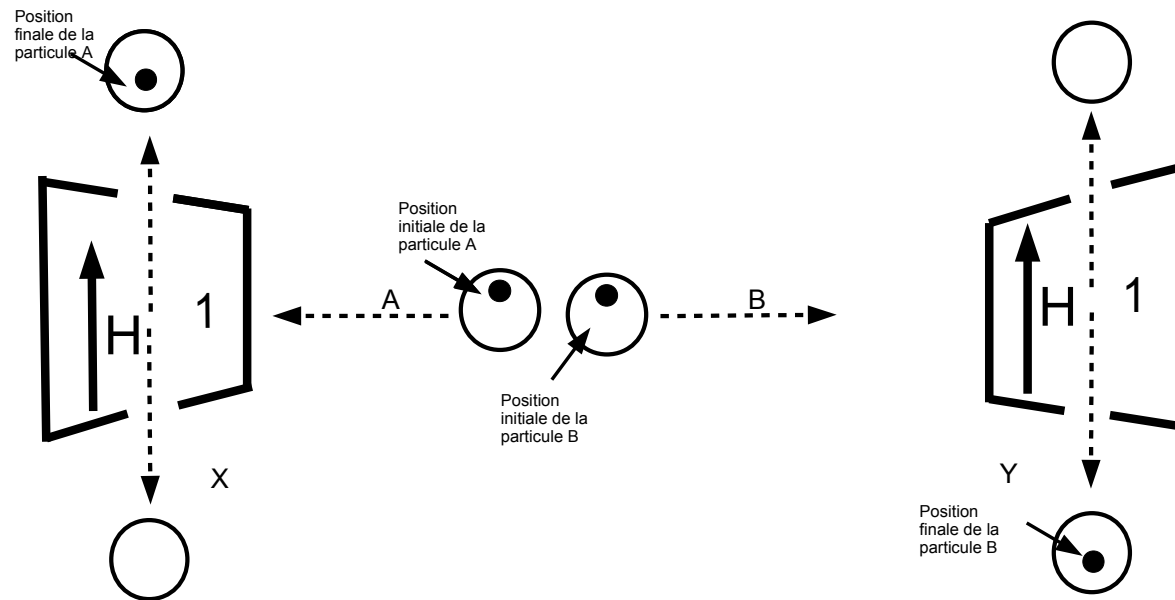 Position
finale de la
particule A
H
1
X
A
Position
initiale de la
particule A
Position
initiale de la
particule B
B
H
1
Y
Position
finale de la
particule B